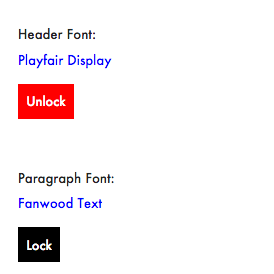 Header Font:
Playfair Display
Unlock
Paragraph Font:
Fanwood Text
Lock